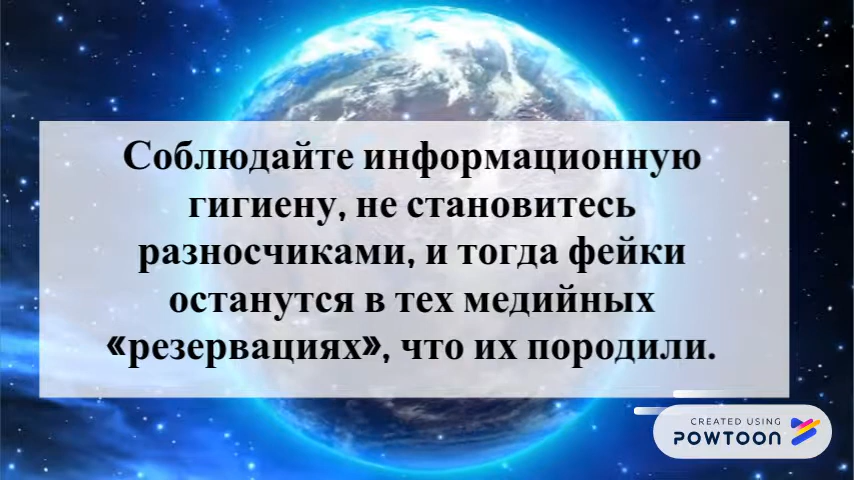 Соблюдайте информационную
гигиену, не становитесь
разносчиками, и тогда фейки
останутся в тех медийных
«резервациях», что их породили.
CREATED USING
POWTOON